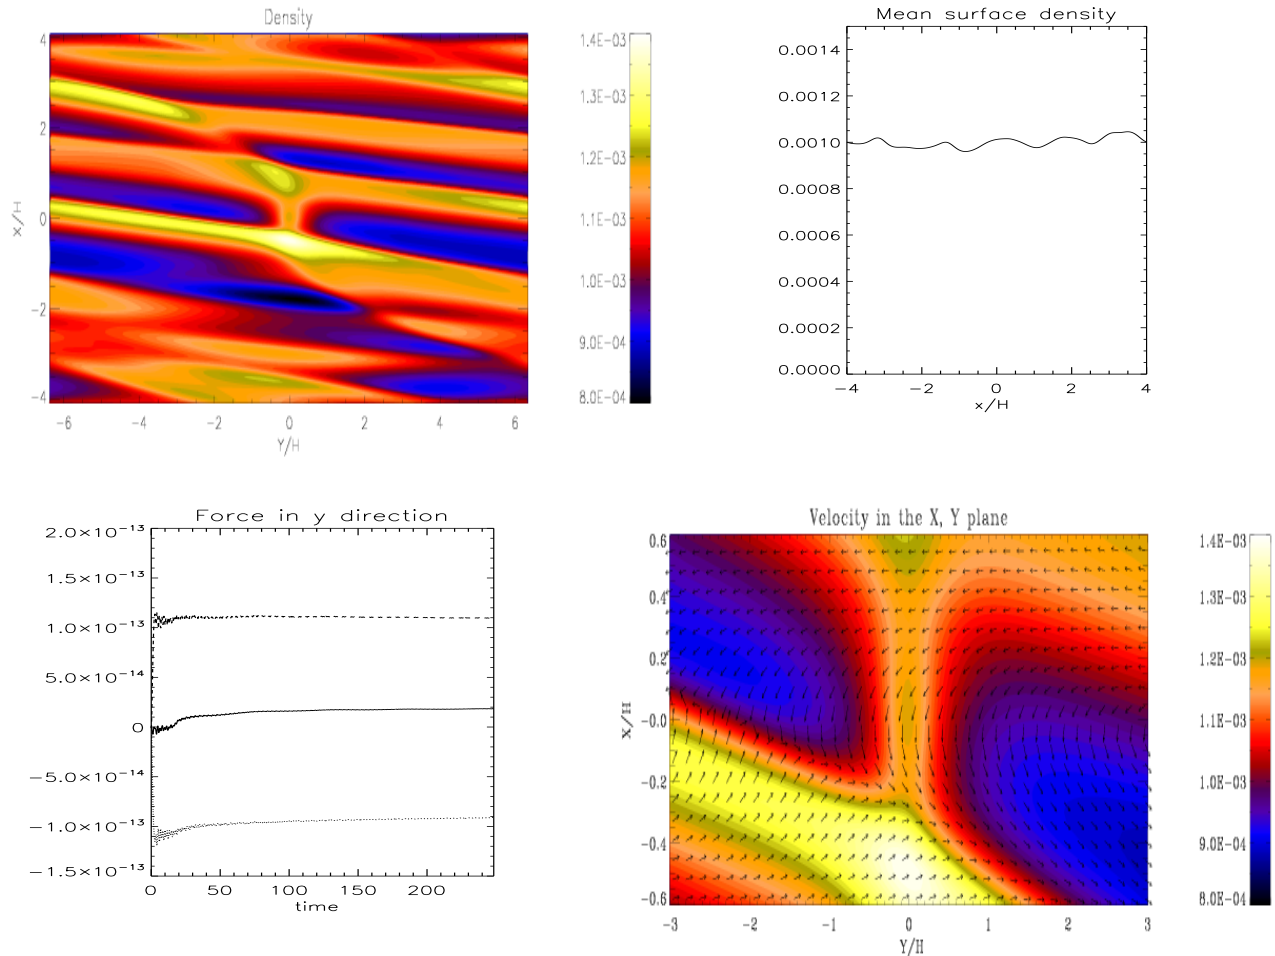 Density
4
2
0
−2
−4
x/H
−6 −4 −2 0 2 4 6
Y/H
1.4E−03
1.3E−03
1.2E−03
1.1E−03
1.0E−03
9.0E−04
8.0E−04
Mean surface density
0.0014
0.0012
0.0010
0.0008
0.0006
0.0004
0.0002
0.0000
−4 −2 0 2 4
x/H
Force in y direction
2.0×10⁻¹³
1.5×10⁻¹³
1.0×10⁻¹³
5.0×10⁻¹⁴
0
−5.0×10⁻¹⁴
−1.0×10⁻¹³
−1.5×10⁻¹³
0 50 100 150 200
time
Velocity in the X, Y plane
0.6
0.4
0.2
−0.0
−0.2
−0.4
−0.6
X/H
−3 −2 −1 0 1 2 3
Y/H
1.4E−03
1.3E−03
1.2E−03
1.1E−03
1.0E−03
9.0E−04
8.0E−04